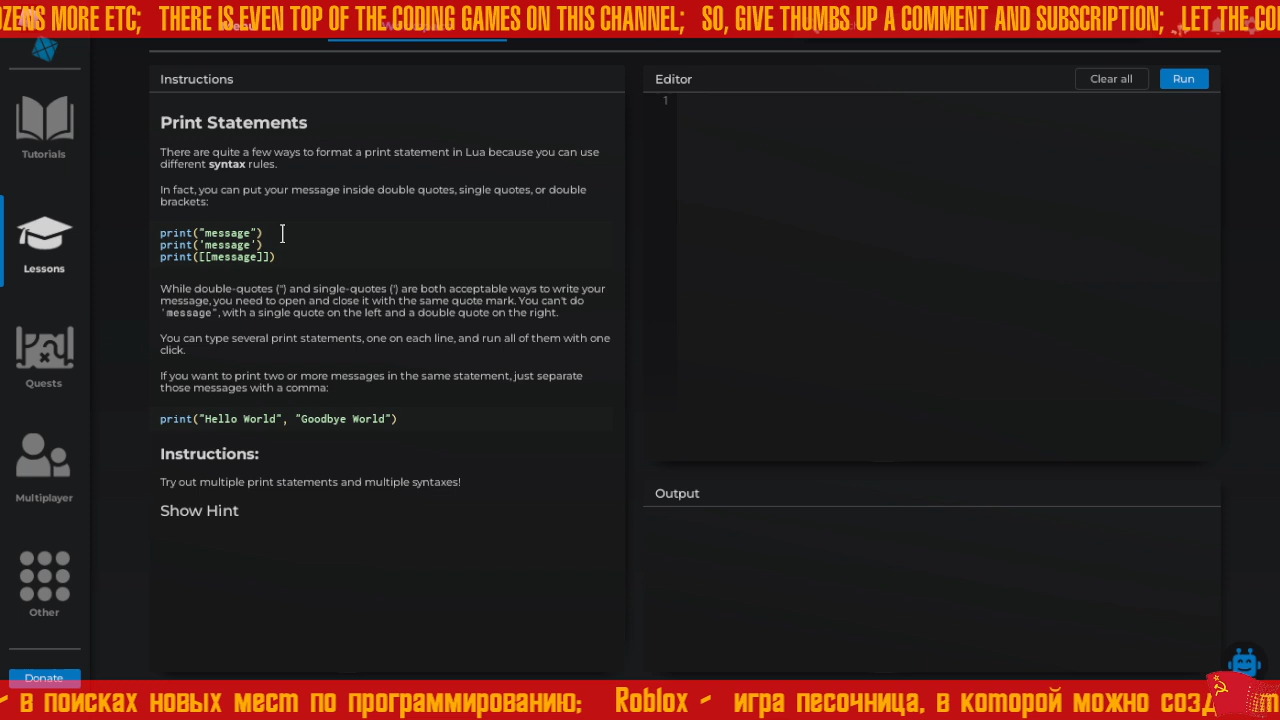 OZENS MORE ETC;   THERE IS EVEN TOP OF THE CODING GAMES ON THIS CHANNEL;   SO, GIVE THUMBS UP A COMMENT AND SUBSCRIPTION;   LET THE CO
Tutorials
Lessons
Quests
Multiplayer
Other
Donate
Instructions
Print Statements
There are quite a few ways to format a print statement in Lua because you can use
different syntax rules.
In fact, you can put your message inside double quotes, single quotes, or double
brackets:
print("message")
print('message')
print([[message]])
While double-quotes (") and single-quotes (') are both acceptable ways to write your
message, you need to open and close it with the same quote mark. You can't do
'message", with a single quote on the left and a double quote on the right.
You can type several print statements, one on each line, and run all of them with one
click.
If you want to print two or more messages in the same statement, just separate
those messages with a comma:
print("Hello World", "Goodbye World")
Instructions:
Try out multiple print statements and multiple syntaxes!
Show Hint
Editor
Clear all
Run
1
Output
- в поисках новых мест по программированию;   Roblox -  игра песочница, в которой можно созд